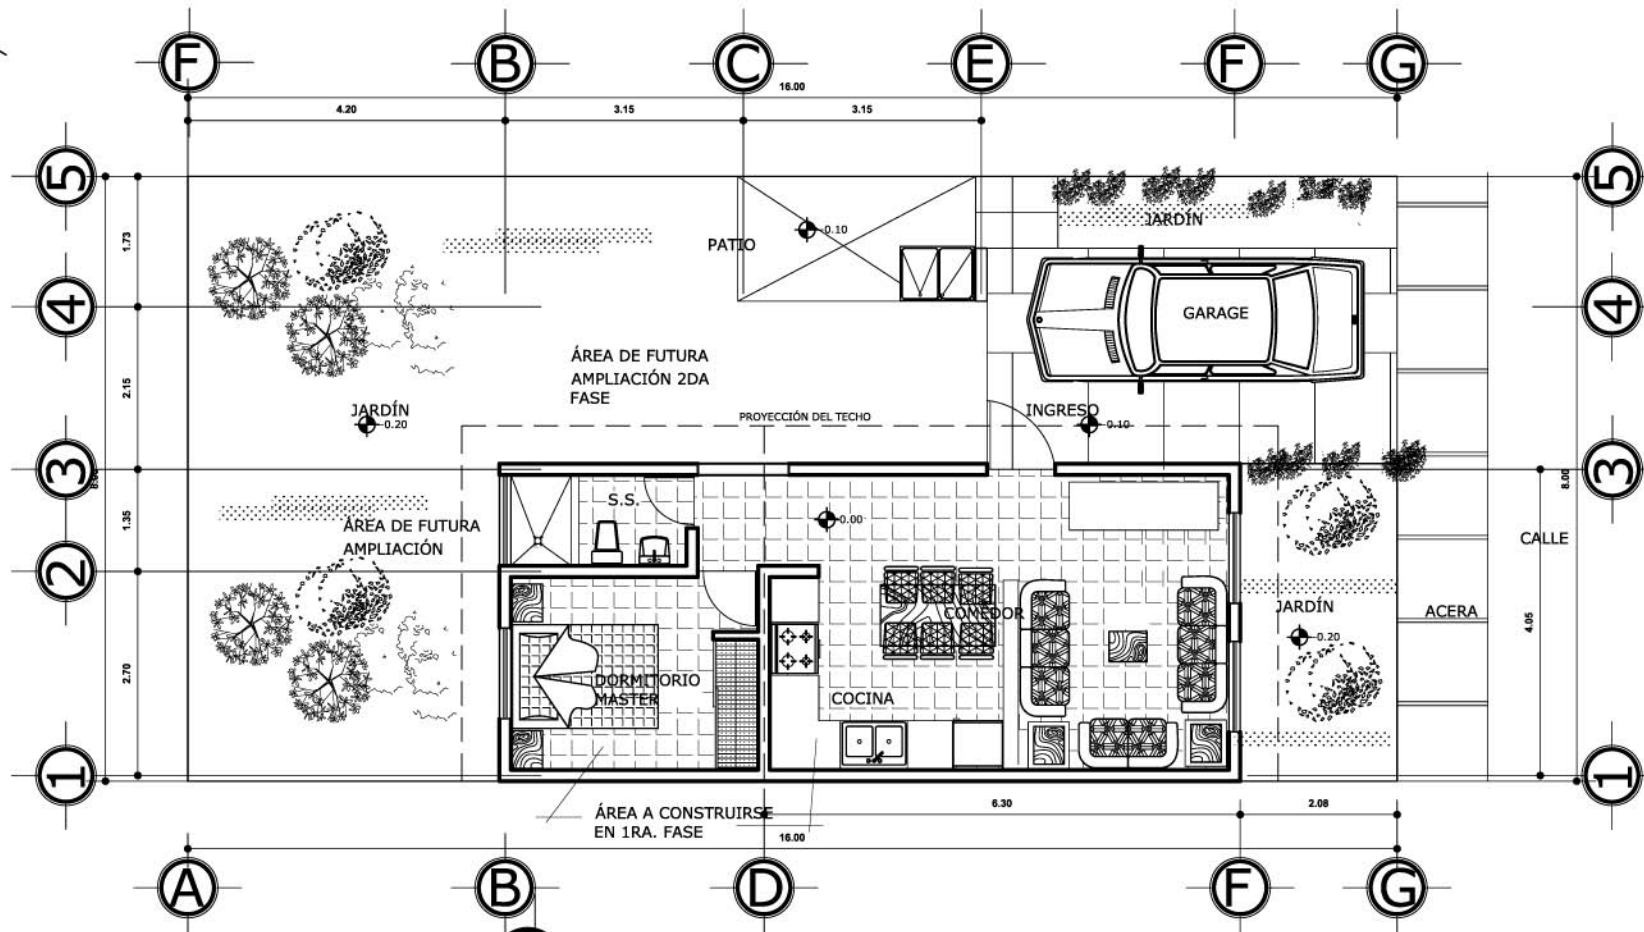 F B C E F G
16.00
4.20 3.15 3.15
5 5
1.73
JARDÍN
PATIO
-0.10
4 4
GARAGE
2.15
ÁREA DE FUTURA
AMPLIACIÓN 2DA
FASE
JARDÍN
-0.20
PROYECCIÓN DEL TECHO
INGRESO
-0.10
3 3
8.00
S.S.
1.35
-0.00
ÁREA DE FUTURA
AMPLIACIÓN
CALLE
2 2
COMEDOR
JARDÍN
-0.20
ACERA
4.05
2.70
DORMITORIO
MASTER
COCINA
1 1
ÁREA A CONSTRUIRSE
EN 1RA. FASE
6.30 2.08
16.00
A B D F G